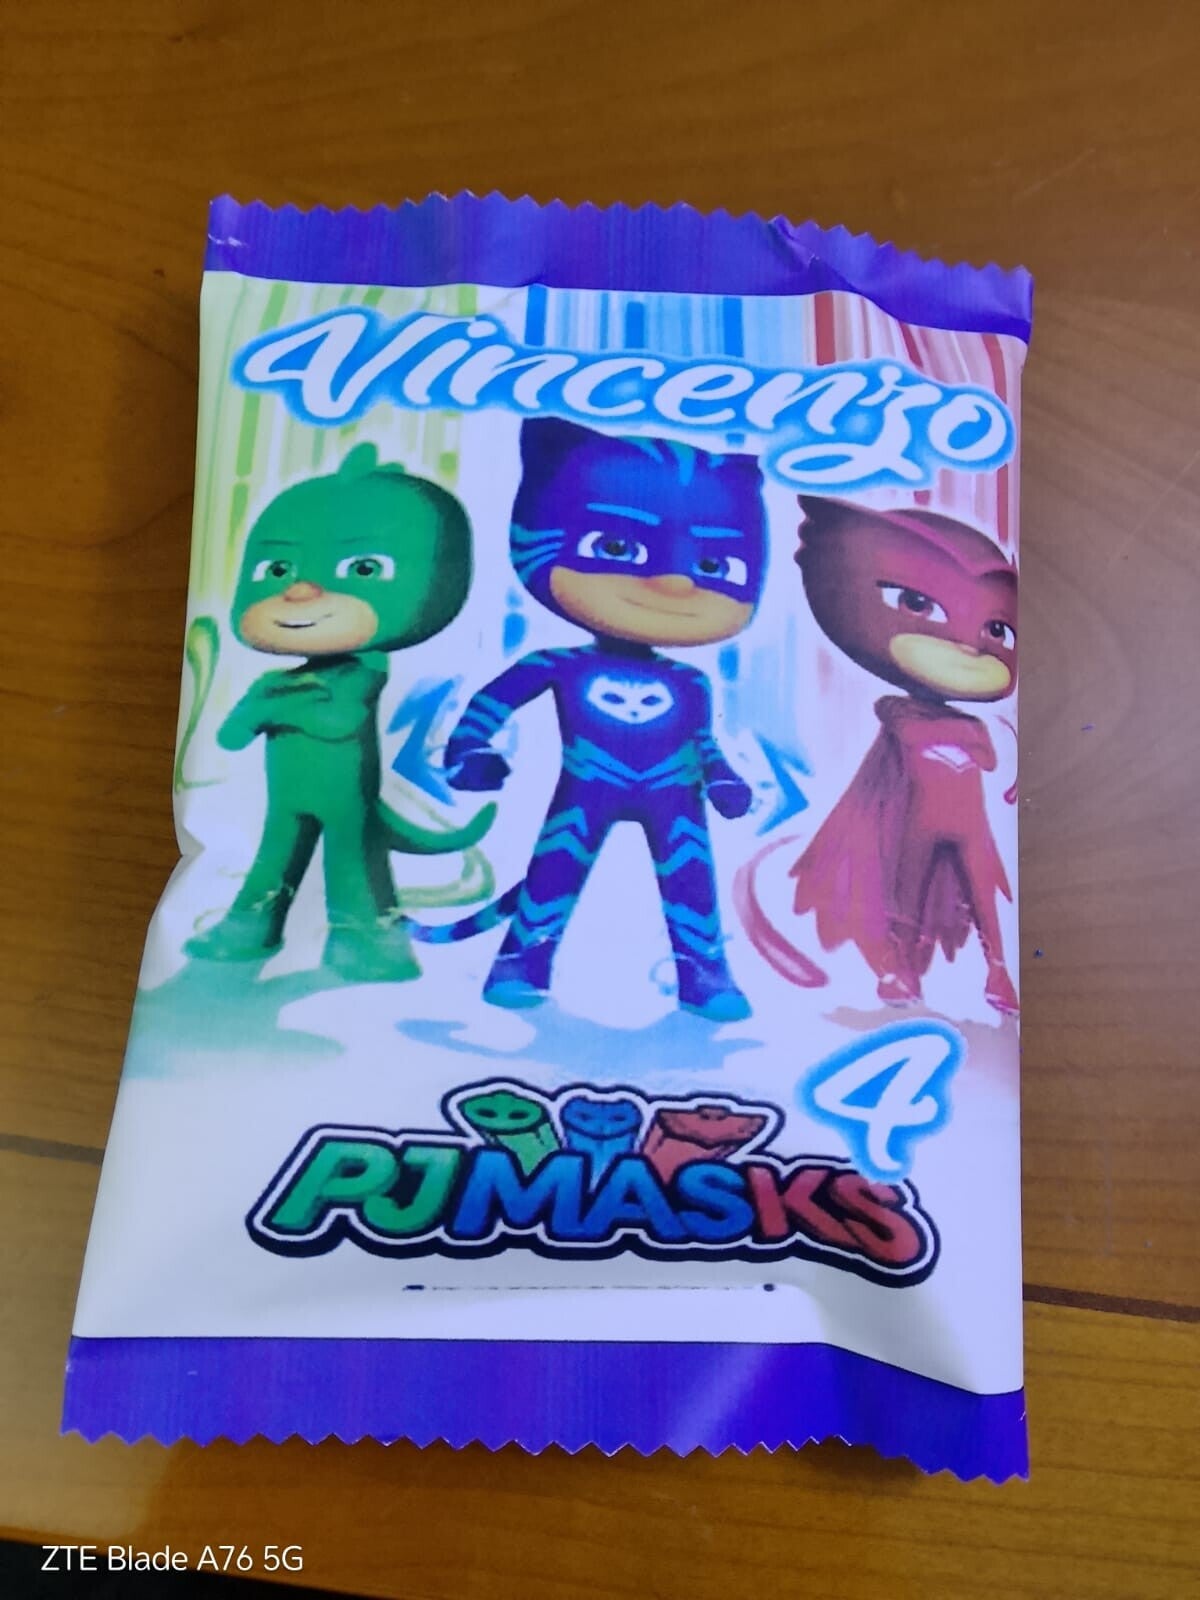 Vincenzo
4
PJMASKS
ZTE Blade A76 5G